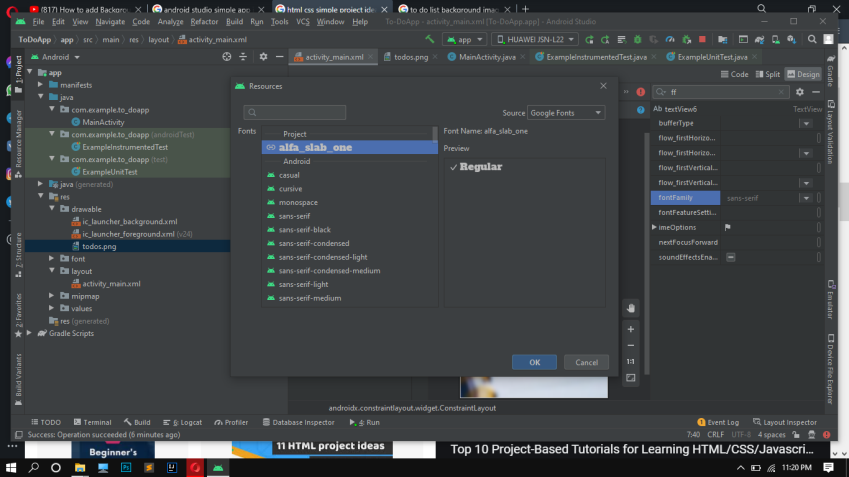 (817) How to add Backgrou
android studio simple app
html css simple project ide
to do list background imag
File Edit View Navigate Code Analyze Refactor Build Run Tools VCS Window Help
To-DoApp - activity_main.xml [To-DoApp.app] - Android Studio
ToDoApp app src main res layout activity_main.xml
app
HUAWEI JSN-L22
Android
activity_main.xml
todos.png
MainActivity.java
ExampleInstrumentedTest.java
ExampleUnitTest.java
Code Split Design
1: Project
Resource Manager
Z: Structure
2: Favorites
Build Variants
app
manifests
java
com.example.to_doapp
MainActivity
com.example.to_doapp (androidTest)
ExampleInstrumentedTest
com.example.to_doapp (test)
ExampleUnitTest
java (generated)
res
drawable
ic_launcher_background.xml
ic_launcher_foreground.xml (v24)
todos.png
font
layout
activity_main.xml
mipmap
values
res (generated)
Gradle Scripts
Resources
Source Google Fonts
Fonts
Project
alfa_slab_one
Android
casual
cursive
monospace
sans-serif
sans-serif-black
sans-serif-condensed
sans-serif-condensed-light
sans-serif-condensed-medium
sans-serif-light
sans-serif-medium
Font Name: alfa_slab_one
Preview
Regular
OK
Cancel
ff
Ab textView6 TextView
bufferType
flow_firstHorizo...
flow_firstHorizo...
flow_firstVertical...
flow_firstVertical...
fontFamily sans-serif
fontFeatureSetti...
imeOptions
nextFocusForward
soundEffectsEna...
1:1
Gradle
Layout Validation
Emulator
Device File Explorer
androidx.constraintlayout.widget.ConstraintLayout
TODO Terminal Build 6: Logcat Profiler Database Inspector 4: Run
1 Event Log Layout Inspector
Success: Operation succeeded (6 minutes ago)
7:40 CRLF UTF-8 4 spaces
Beginner's
11 HTML project ideas
Top 10 Project-Based Tutorials for Learning HTML/CSS/Javascri...
11:20 PM